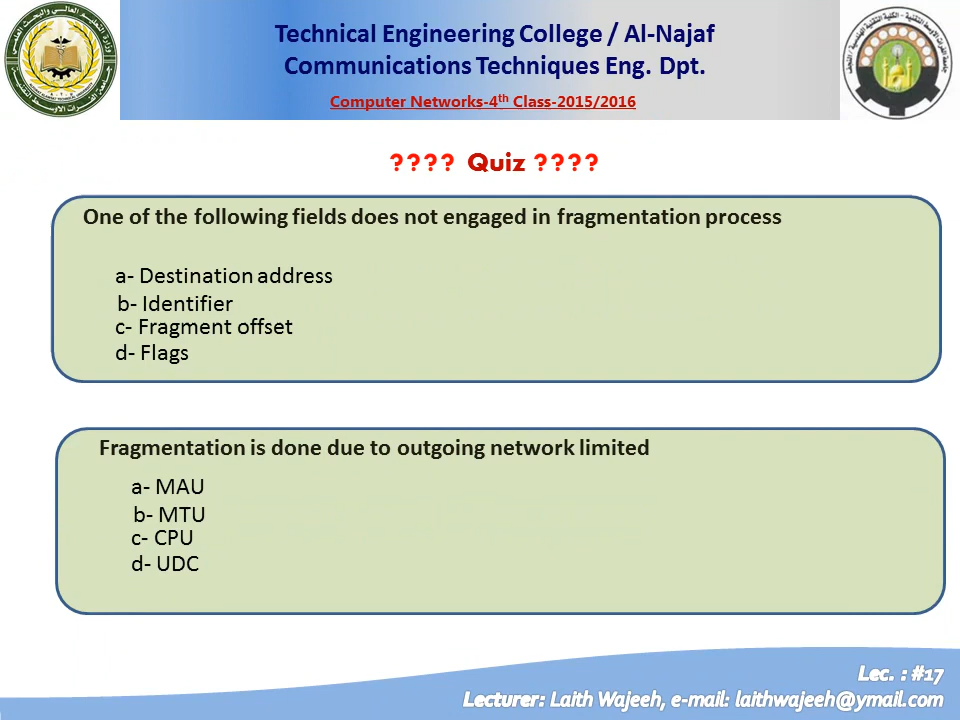 Technical Engineering College / Al-Najaf
Communications Techniques Eng. Dpt.
Computer Networks-4th Class-2015/2016
???? Quiz ????
One of the following fields does not engaged in fragmentation process
a- Destination address
b- Identifier
c- Fragment offset
d- Flags
Fragmentation is done due to outgoing network limited
a- MAU
b- MTU
c- CPU
d- UDC
Lec. : #17
Lecturer: Laith Wajeeh, e-mail: laithwajeeh@ymail.com